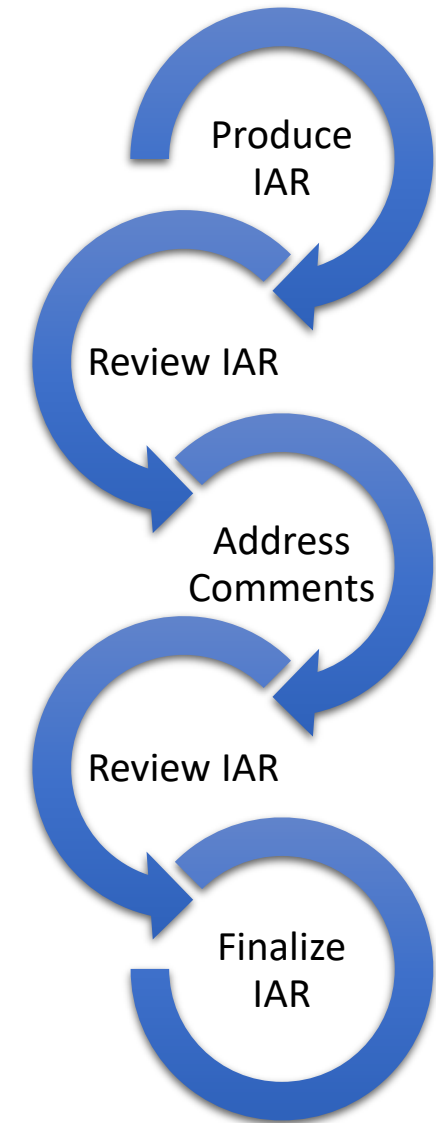 Produce
IAR
Review IAR
Address
Comments
Review IAR
Finalize
IAR